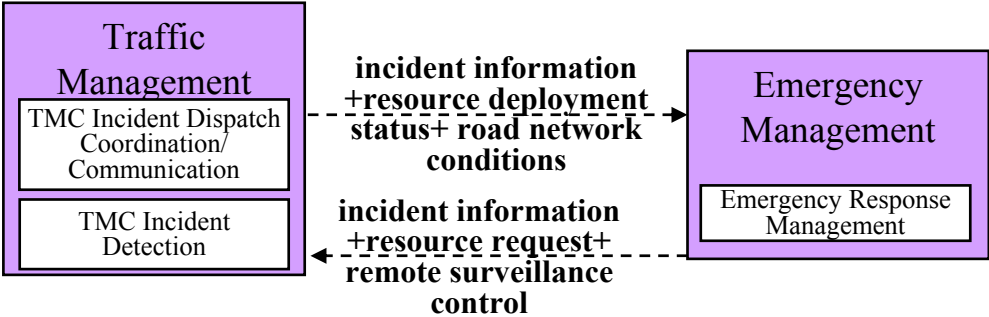 Traffic
Management
TMC Incident Dispatch
Coordination/
Communication
TMC Incident
Detection
incident information
+resource deployment
status+ road network
conditions
incident information
+resource request+
remote surveillance
control
Emergency
Management
Emergency Response
Management